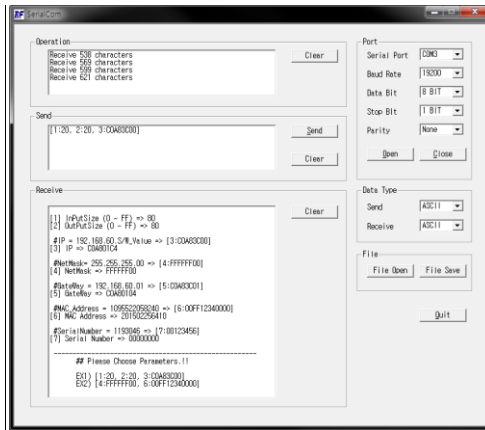 SerialCom
Operation
Receive 538 characters
Receive 569 characters
Receive 599 characters
Receive 621 characters
Clear
Send
[1:20, 2:20, 3:C0A83C00]
Send
Clear
Receive
[1] InPutSize (0 - FF) => 80
[2] OutPutSize (0 - FF) => 80
#IP = 192.168.60.S/W_Value => [3:C0A83C00]
[3] IP => C0A801C4
#NetMask= 255.255.255.00 => [4:FFFFFF00]
[4] NetMask => FFFFFF00
#GateWay = 192.168.60.01 => [5:C0A83C01]
[5] GateWay => C0A80104
#MAC_Address = 1095522058240 => [6:00FF12340000]
[6] MAC Address => 201502256410
#SerialNumber = 1193046 => [7:00123456]
[7] Serial Number => 00000000
## Please Choose Parameters.!!
EX1) [1:20, 2:20, 3:C0A83C00]
EX2) [4:FFFFFF00, 6:00FF12340000]
Clear
Port
Serial Port COM3
Baud Rate 19200
Data Bit 8 BIT
Stop BIt 1 BIT
Parity None
Open Close
Data Type
Send ASCII
Receive ASCII
File
File Open File Save
Quit